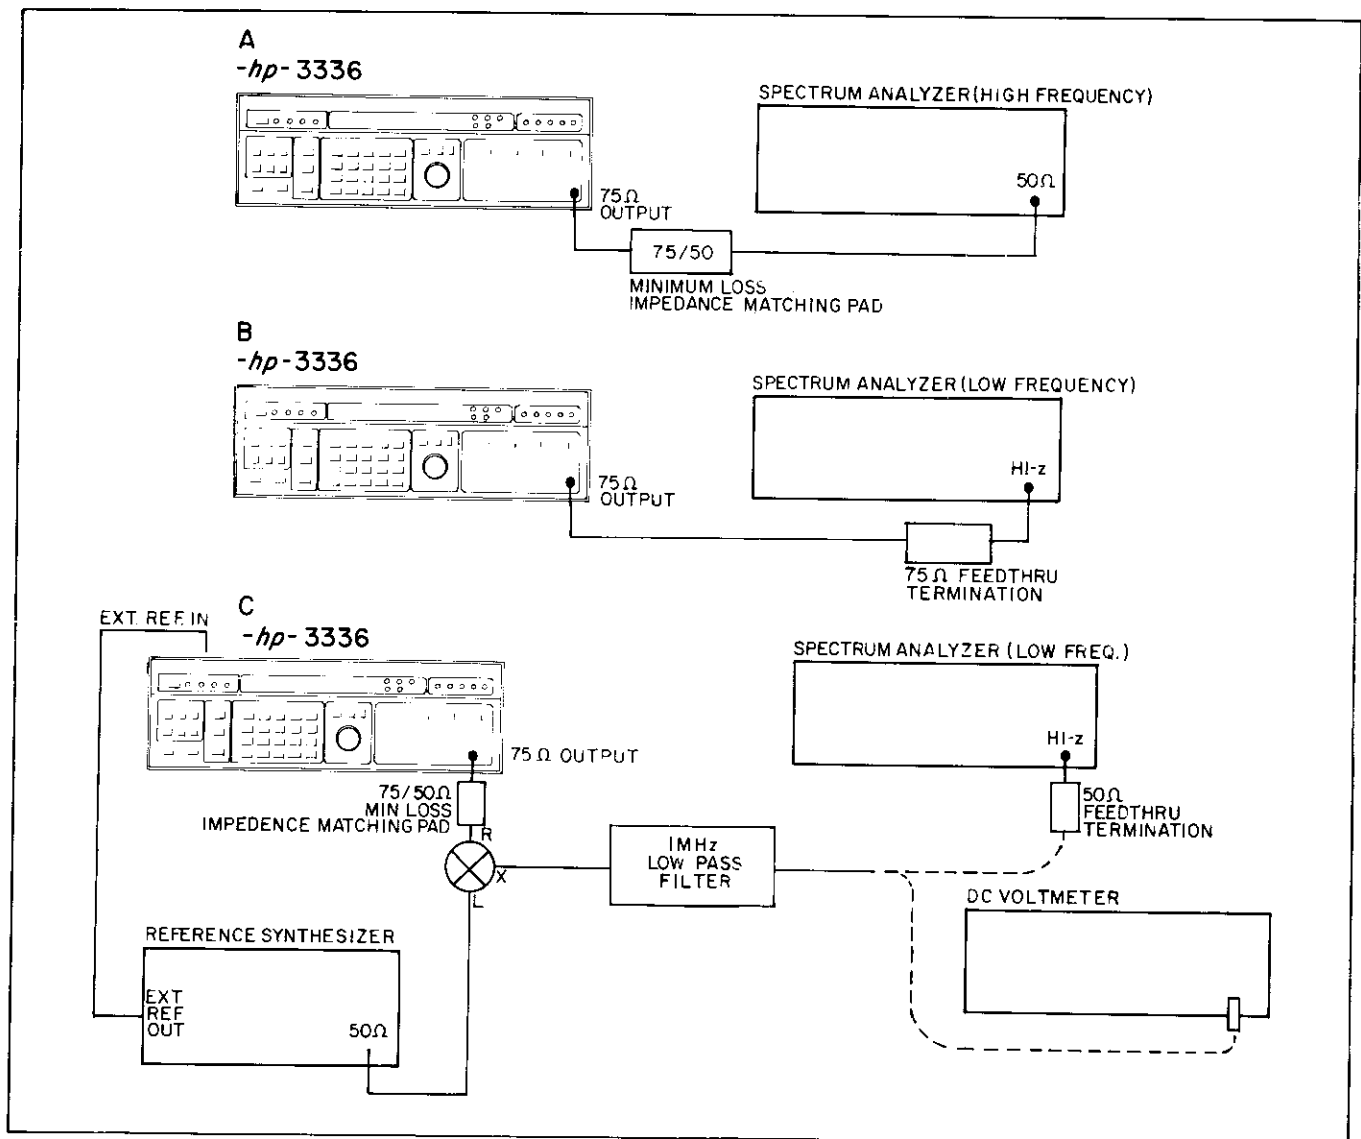 A
-hp-3336
SPECTRUM ANALYZER (HIGH FREQUENCY)
50Ω
75Ω
OUTPUT
75/50
MINIMUM LOSS
IMPEDANCE MATCHING PAD
B
-hp-3336
SPECTRUM ANALYZER (LOW FREQUENCY)
HI-z
75Ω
OUTPUT
75Ω FEEDTHRU
TERMINATION
C
-hp-3336
EXT. REF. IN
SPECTRUM ANALYZER (LOW FREQ.)
HI-z
75Ω OUTPUT
75/50Ω
MIN LOSS
IMPEDENCE MATCHING PAD
R
X
L
1MHz
LOW PASS
FILTER
50Ω
FEEDTHRU
TERMINATION
DC VOLTMETER
REFERENCE SYNTHESIZER
EXT
REF
OUT
50Ω